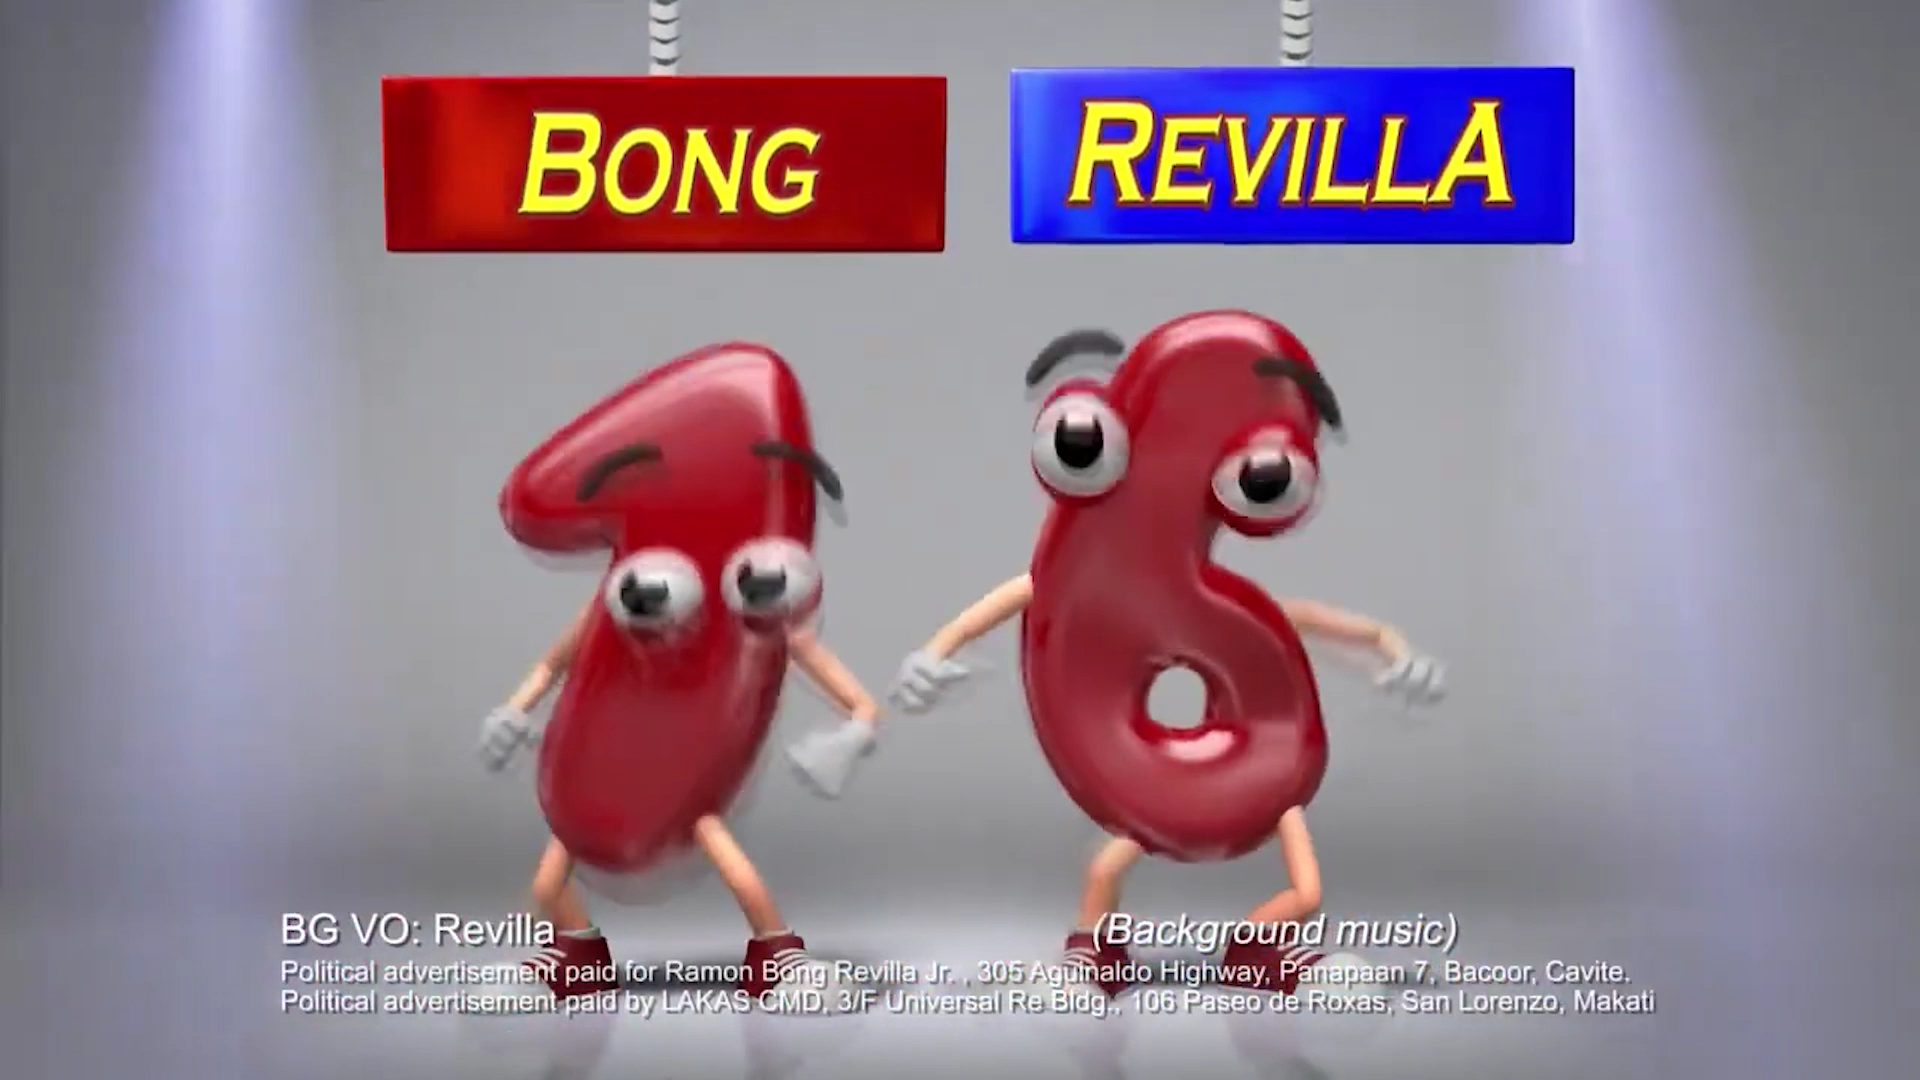 BONG
REVILLA
16
BG VO: Revilla (Background music)
Political advertisement paid for Ramon Bong Revilla Jr. , 305 Aguinaldo Highway, Panapaan 7, Bacoor, Cavite.
Political advertisement paid by LAKAS CMD, 3/F Universal Re Bldg., 106 Paseo de Roxas, San Lorenzo, Makati